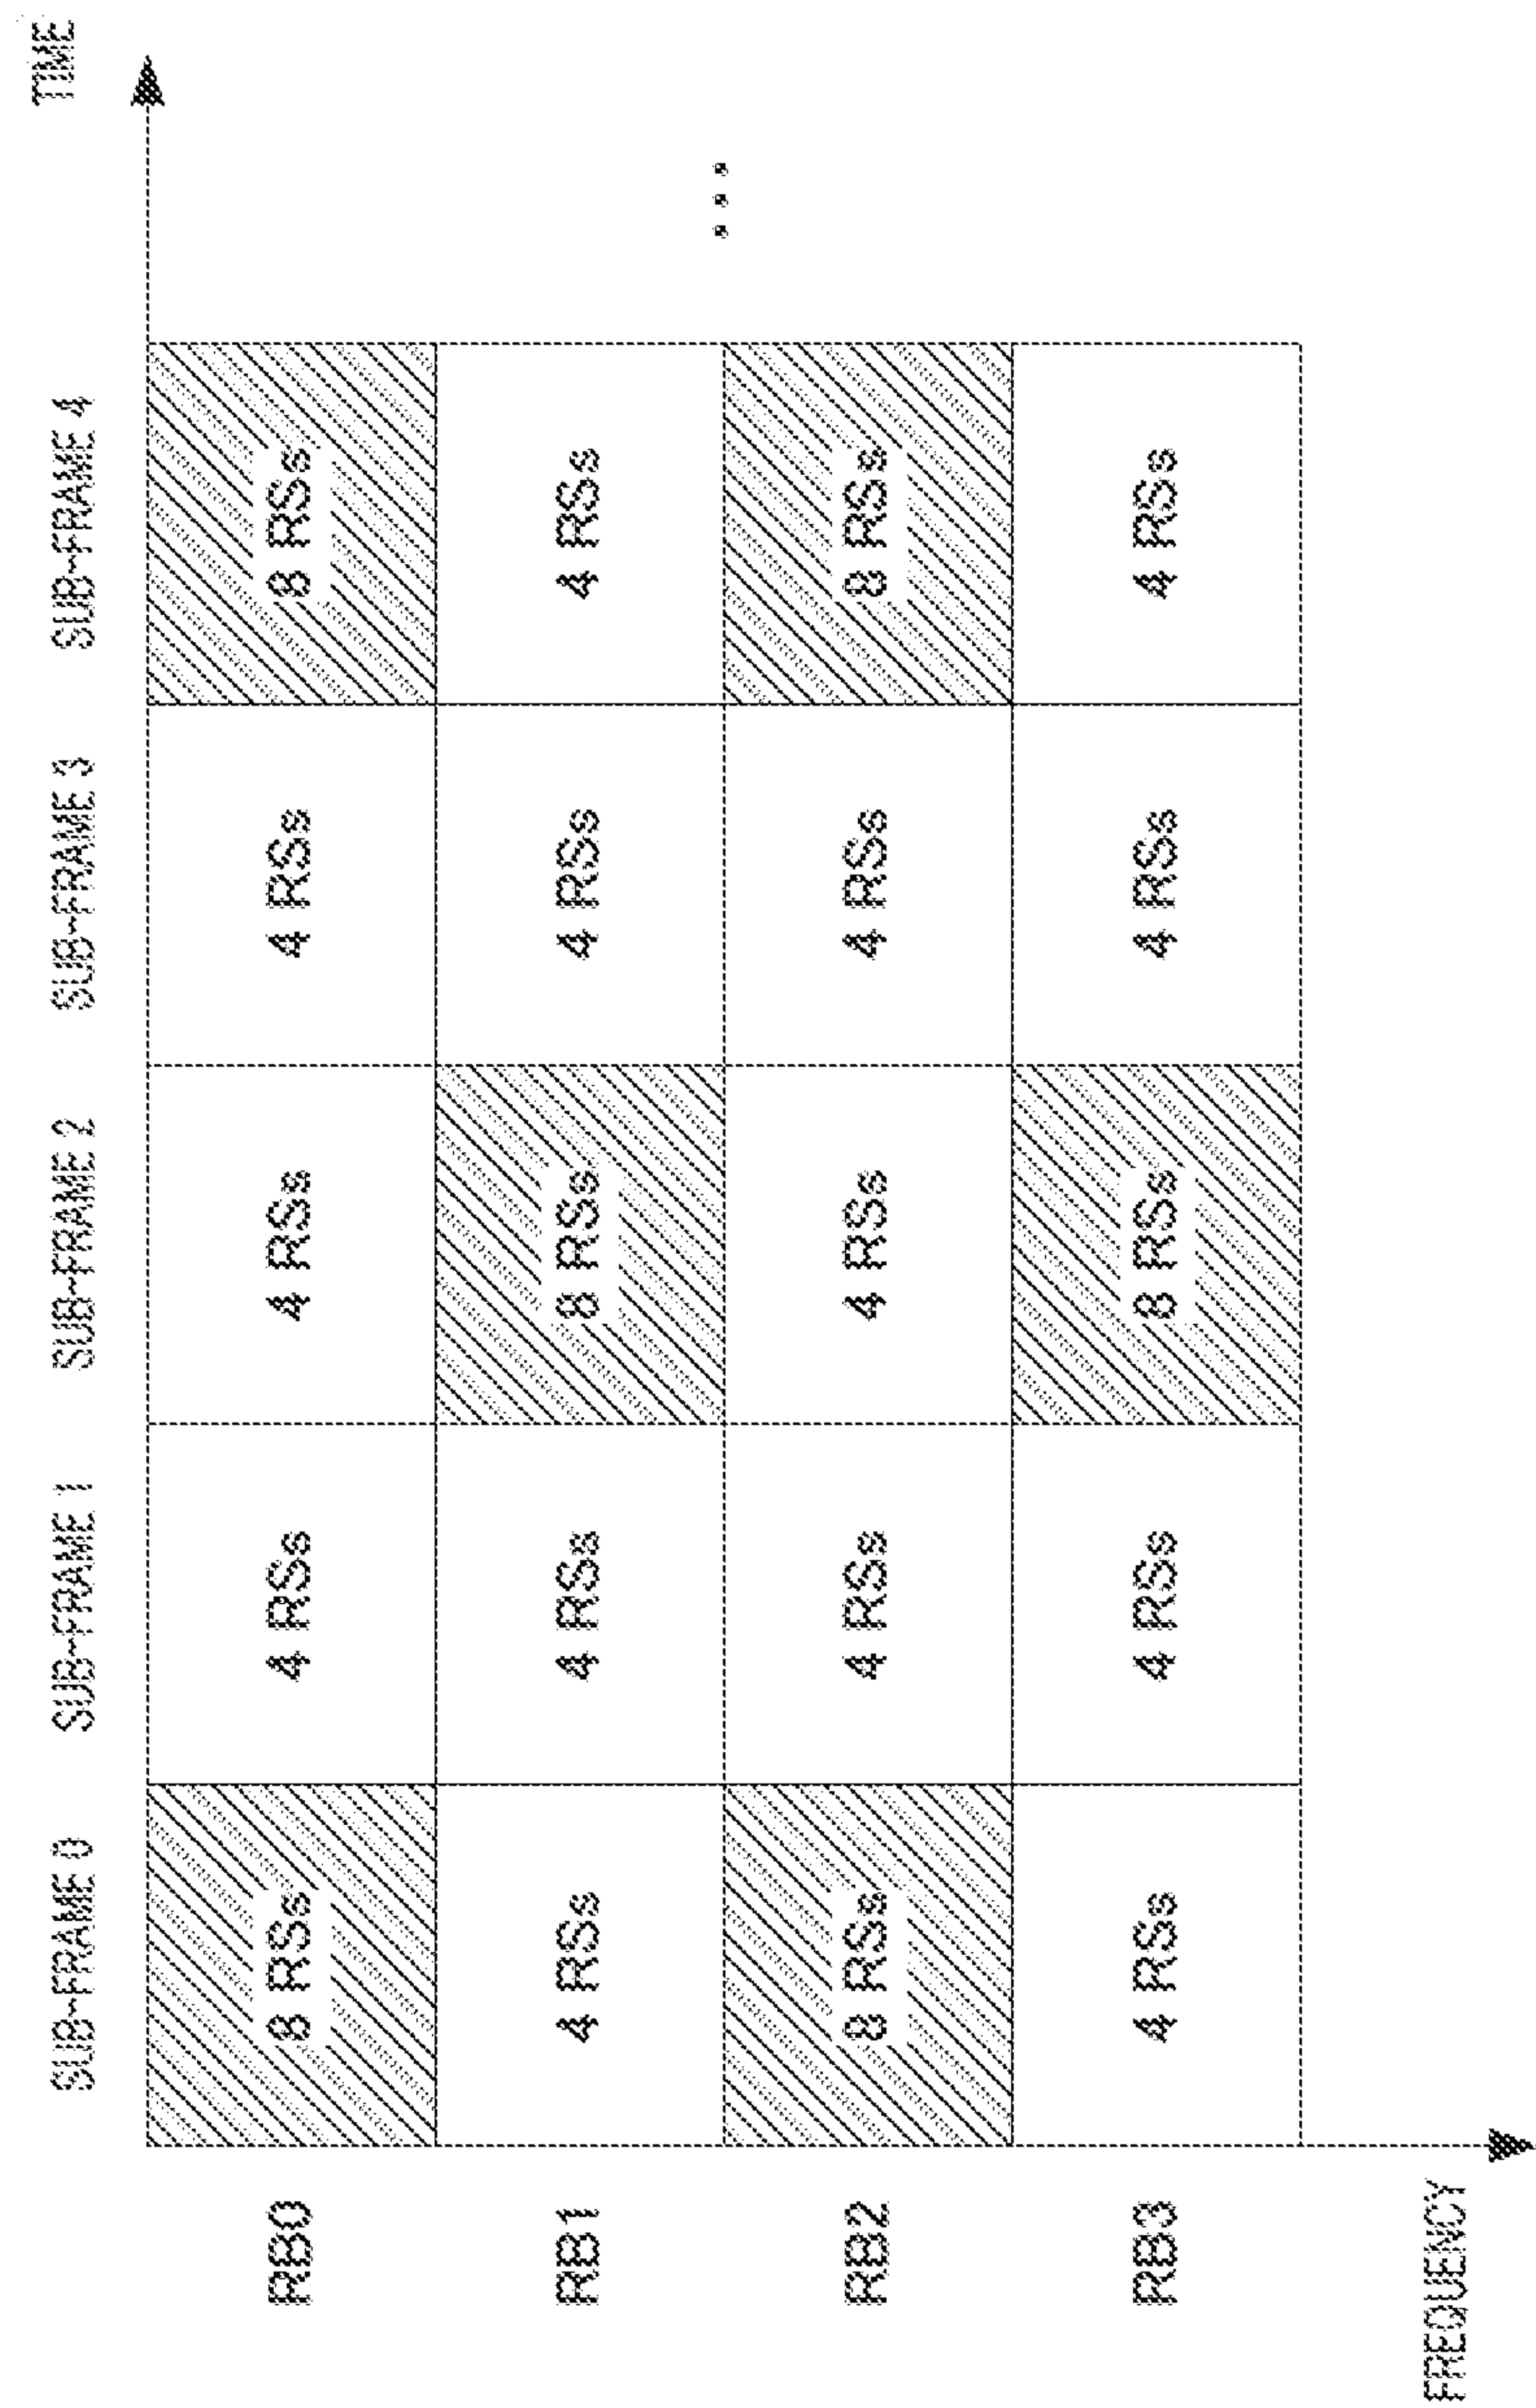 TIME
SUB-FRAME 0 SUB-FRAME 1 SUB-FRAME 2 SUB-FRAME 3 SUB-FRAME 4
RB0 8 RSs 4 RSs 4 RSs 4 RSs 8 RSs
RB1 4 RSs 4 RSs 8 RSs 4 RSs 4 RSs
...
RB2 8 RSs 4 RSs 4 RSs 4 RSs 8 RSs
RB3 4 RSs 4 RSs 8 RSs 4 RSs 4 RSs
FREQUENCY